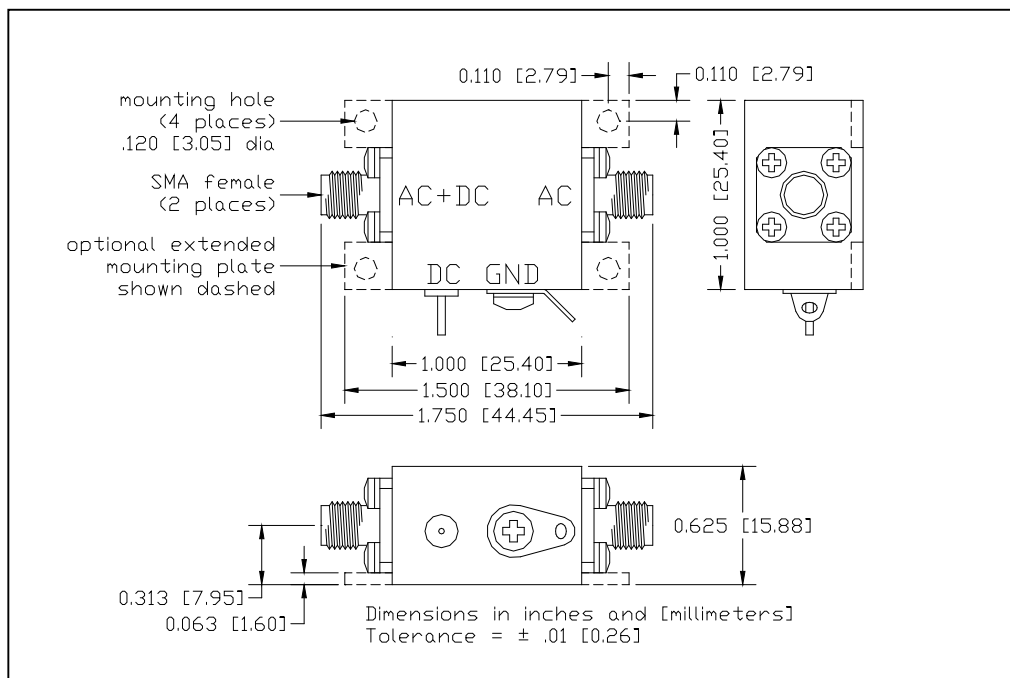 0.110 [2.79]
0.110 [2.79]
mounting hole
(4 places)
.120 [3.05] dia
SMA female
(2 places)
AC+DC
AC
1.000 [25.40]
optional extended
mounting plate
shown dashed
DC
GND
1.000 [25.40]
1.500 [38.10]
1.750 [44.45]
0.625 [15.88]
0.313 [7.95]
0.063 [1.60]
Dimensions in inches and [millimeters]
Tolerance = ± .01 [0.26]